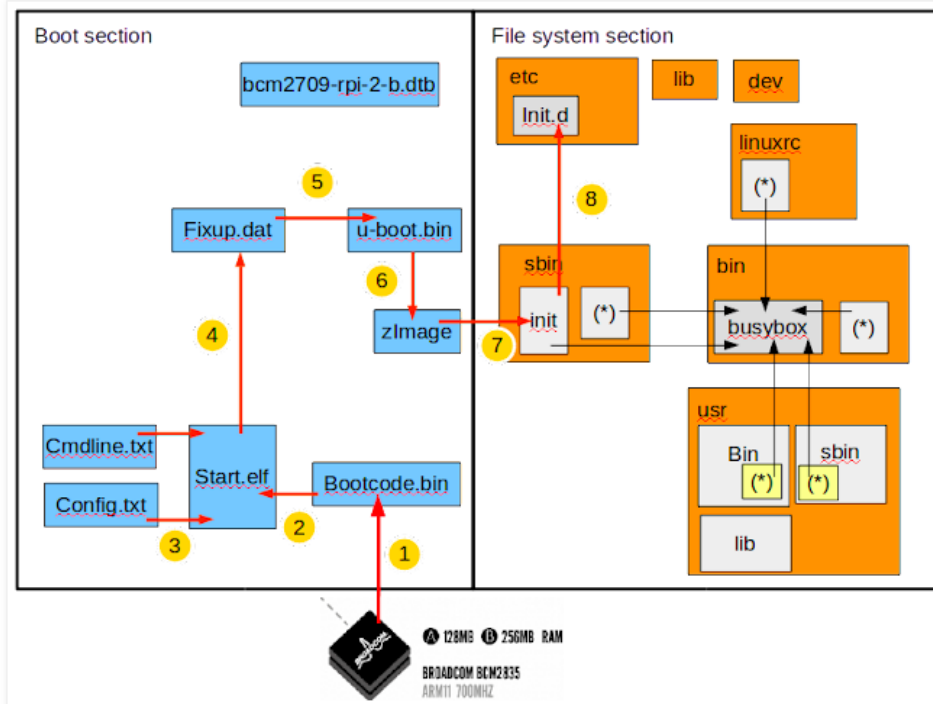 Boot section
File system section
bcm2709-rpi-2-b.dtb
etc
Init.d
lib
dev
linuxrc
(*)
5
8
Fixup.dat
u-boot.bin
6
sbin
init
(*)
bin
busybox
(*)
4
zImage
7
usr
Bin
(*)
sbin
(*)
lib
Cmdline.txt
Start.elf
Bootcode.bin
Config.txt
2
3
1
BROADCOM
A 128MB B 256MB RAM
BROADCOM BCM2835
ARM11 700MHZ